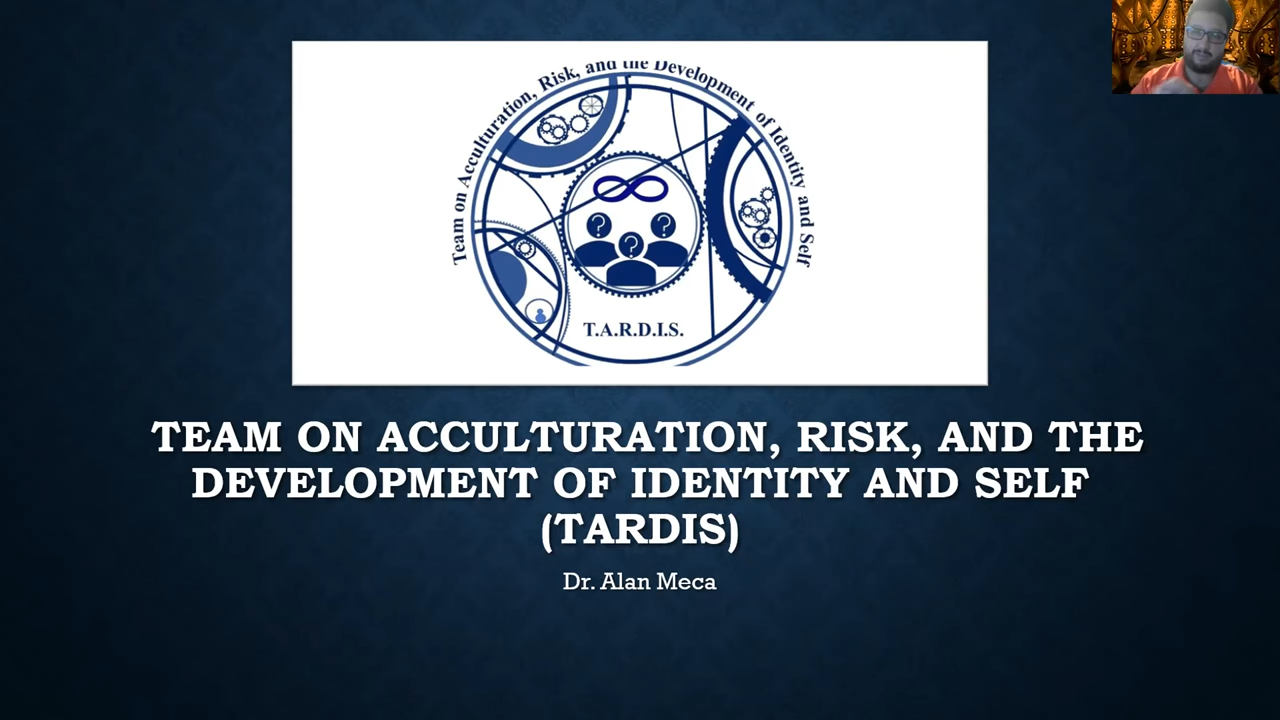 Team on Acculturation, Risk, and the Development of Identity and Self
? ? ?
T.A.R.D.I.S.
TEAM ON ACCULTURATION, RISK, AND THE
DEVELOPMENT OF IDENTITY AND SELF
(TARDIS)
Dr. Alan Meca